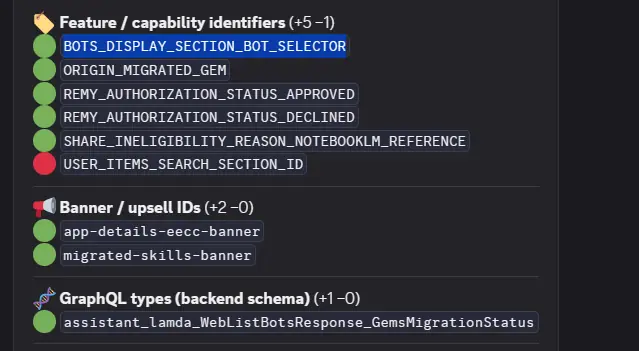 Feature / capability identifiers (+5 –1)
BOTS_DISPLAY_SECTION_BOT_SELECTOR
ORIGIN_MIGRATED_GEM
REMY_AUTHORIZATION_STATUS_APPROVED
REMY_AUTHORIZATION_STATUS_DECLINED
SHARE_INELIGIBILITY_REASON_NOTEBOOKLM_REFERENCE
USER_ITEMS_SEARCH_SECTION_ID
Banner / upsell IDs (+2 –0)
app-details-eecc-banner
migrated-skills-banner
GraphQL types (backend schema) (+1 –0)
assistant_lamda_WebListBotsResponse_GemsMigrationStatus